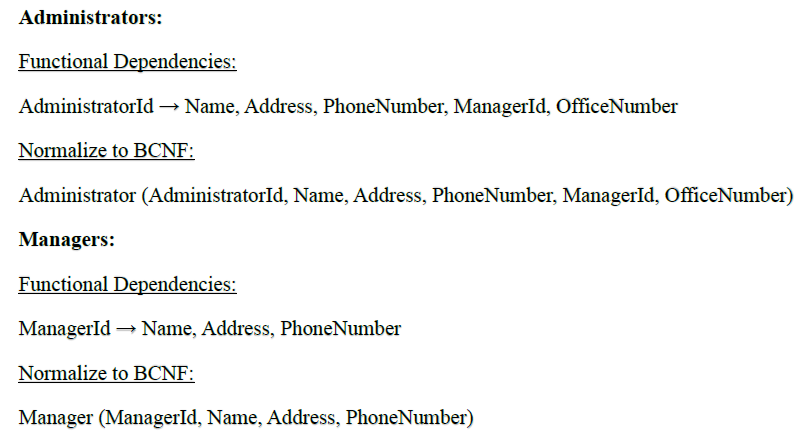 Administrators:
Functional Dependencies:
AdministratorId → Name, Address, PhoneNumber, ManagerId, OfficeNumber
Normalize to BCNF:
Administrator (AdministratorId, Name, Address, PhoneNumber, ManagerId, OfficeNumber)
Managers:
Functional Dependencies:
ManagerId → Name, Address, PhoneNumber
Normalize to BCNF:
Manager (ManagerId, Name, Address, PhoneNumber)